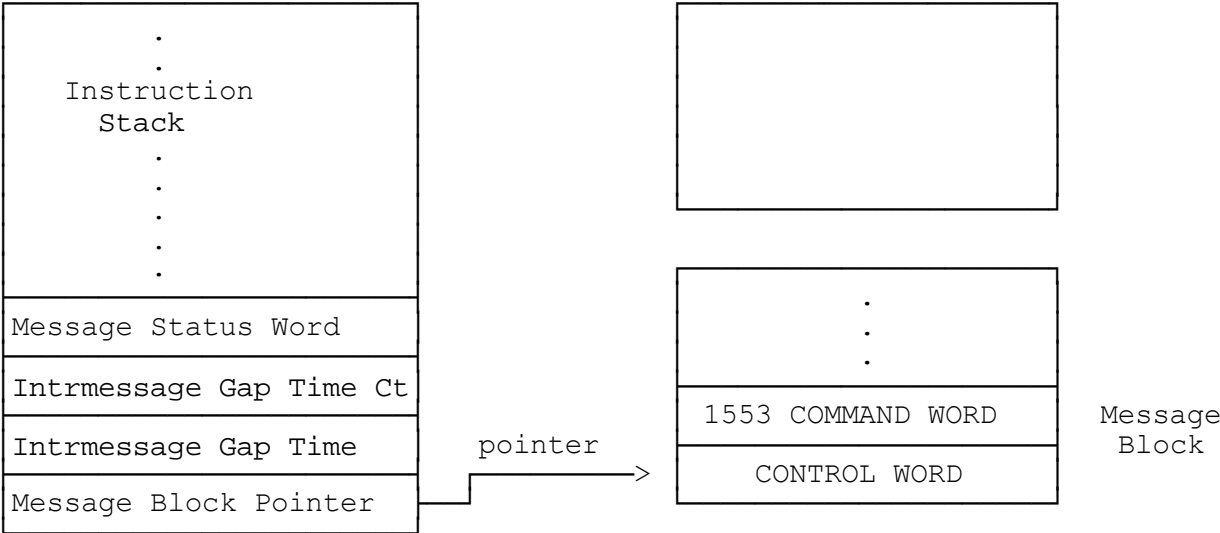 .
.
Instruction
Stack
.
.
.
.
.
Message Status Word
Intrmessage Gap Time Ct
Intrmessage Gap Time
Message Block Pointer
pointer
>
.
.
.
1553 COMMAND WORD
CONTROL WORD
Message
Block